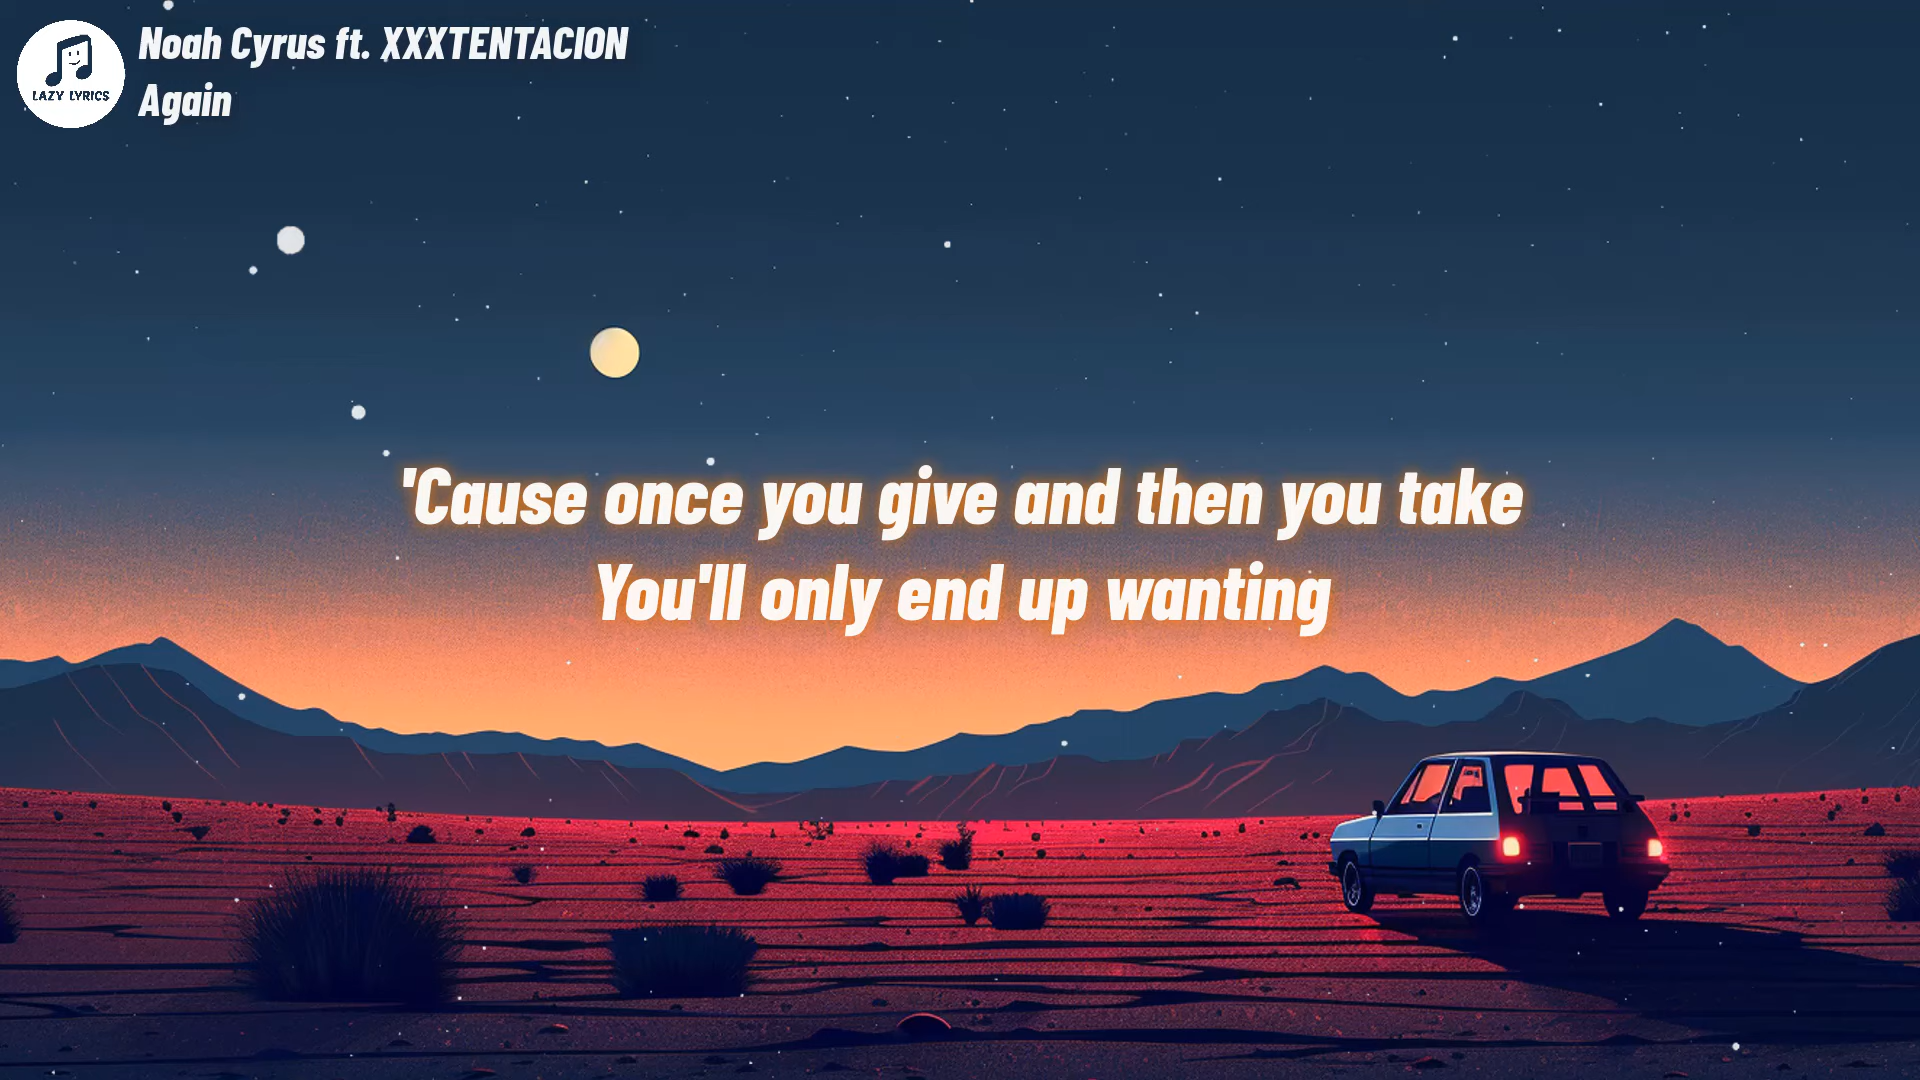 Noah Cyrus ft. XXXTENTACION
Again
LAZY LYRICS
'Cause once you give and then you take
You'll only end up wanting